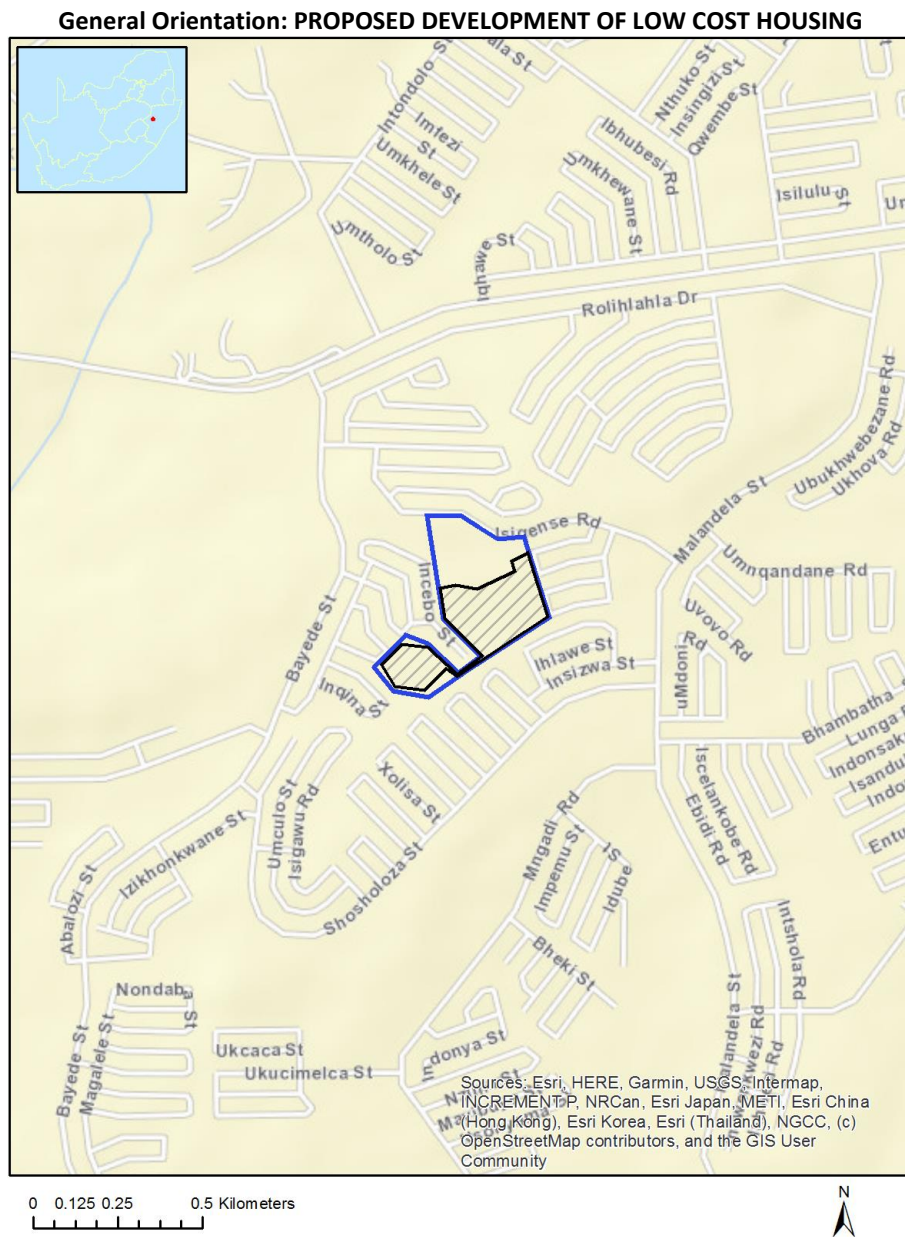 General Orientation: PROPOSED DEVELOPMENT OF LOW COST HOUSING
Intondolo St
Imfezi
St
Umkhele St
Umtholo St
Nthuko St
Insingizi St
Qwembe St
Ibhubesi Rd
Umkhewane St
Iqhawe St
Isilulu
St
Rolihlahla Dr
Ubukhwebezane Rd
Ukhova Rd
Malandela St
Isigense Rd
Umnqandane Rd
Uvovo Rd
Incebo St
Bayede St
Inqina St
Ihlawe St
Insizwa St
uMdoni
Rd
Bhambatha
Lunga
Isandu
Indo
Entu
Iscelankobe Rd
Ebidi Rd
Xolisa St
Umculo St
Isigawu Rd
Izikhonkwane St
Shosholoza St
Abalozi St
Mngadi Rd
Impemu St
Idube
St
Bheki St
Intshola Rd
Nondaba St
Bayede St
Magalele St
Ukcaca St
Ukucimelca St
Malandela St
Sources: Esri, HERE, Garmin, USGS, Intermap,
INCREMENT P, NRCan, Esri Japan, METI, Esri China
(Hong Kong), Esri Korea, Esri (Thailand), NGCC, (c)
OpenStreetMap contributors, and the GIS User
Community
0 0.125 0.25 0.5 Kilometers
N